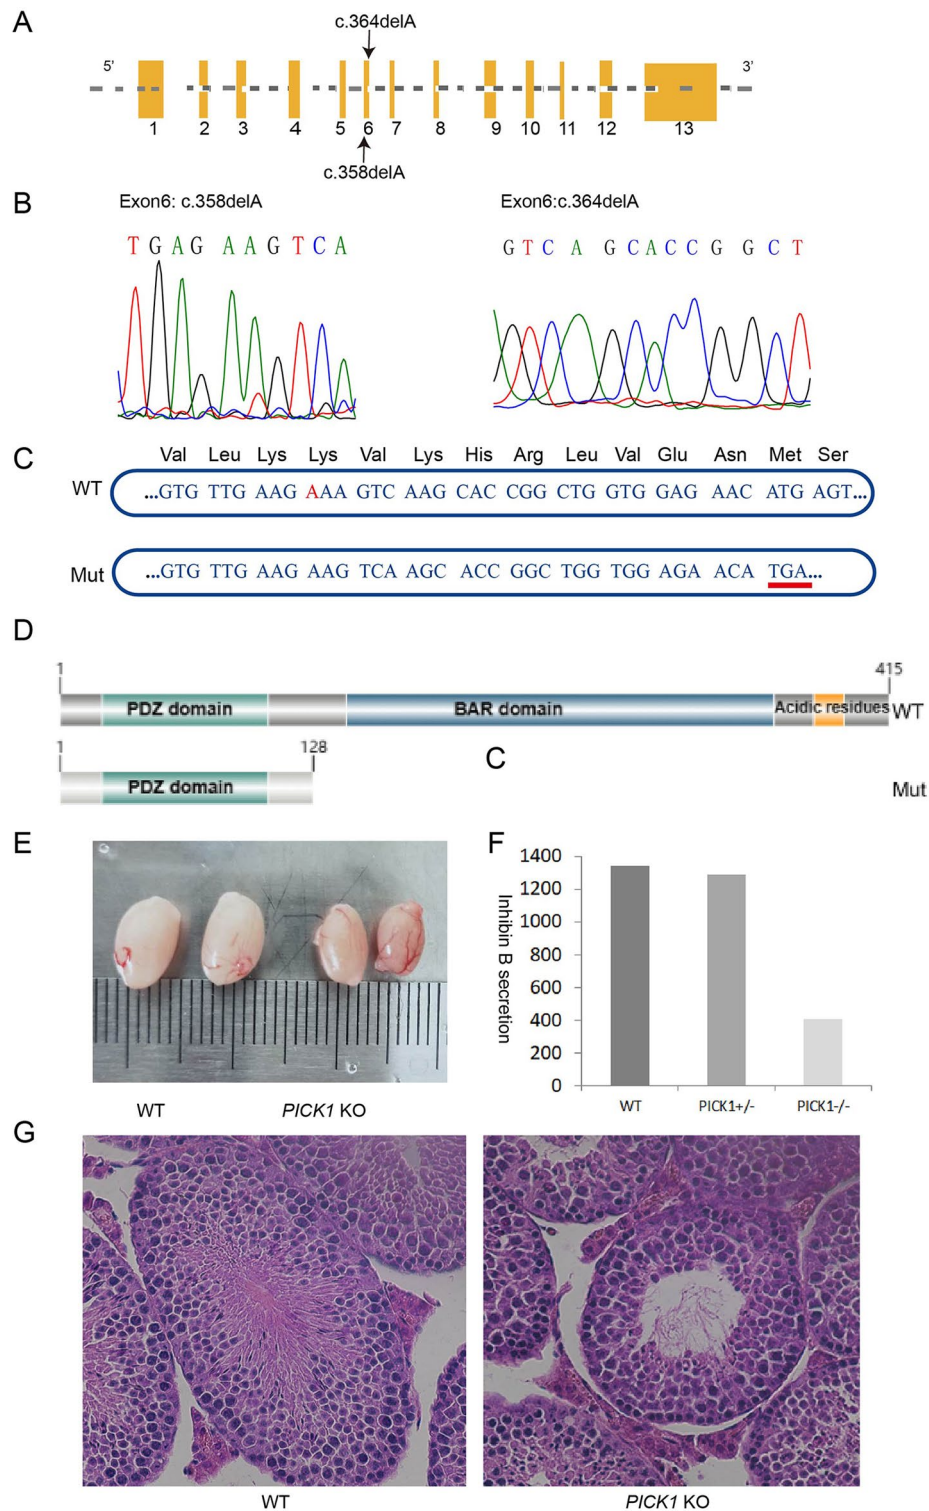 A
c.364delA
5’ 3’
1 2 3 4 5 6 7 8 9 10 11 12 13
c.358delA
B
Exon6: c.358delA Exon6:c.364delA
T G A G A A G T C A G T C A G C A C C G G C T
C
Val Leu Lys Lys Val Lys His Arg Leu Val Glu Asn Met Ser
WT ...GTG TTG AAG AAA GTC AAG CAC CGG CTG GTG GAG AAC ATG AGT...
Mut ...GTG TTG AAG AAG TCA AGC ACC GGC TGG TGG AGA ACA TGA...
D
1 415
PDZ domain BAR domain Acidic residues WT
1 128 C
PDZ domain Mut
E
WT PICK1 KO
F
Inhibin B secretion
1400
1200
1000
800
600
400
200
0
WT PICK1+/- PICK1-/-
G
WT PICK1 KO